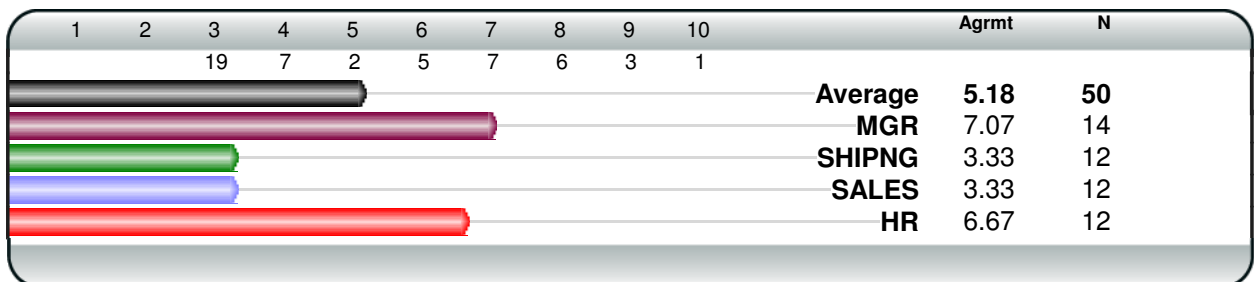 1 2 3 4 5 6 7 8 9 10 Agrmt N
19 7 2 5 7 6 3 1
Average 5.18 50
MGR 7.07 14
SHIPNG 3.33 12
SALES 3.33 12
HR 6.67 12